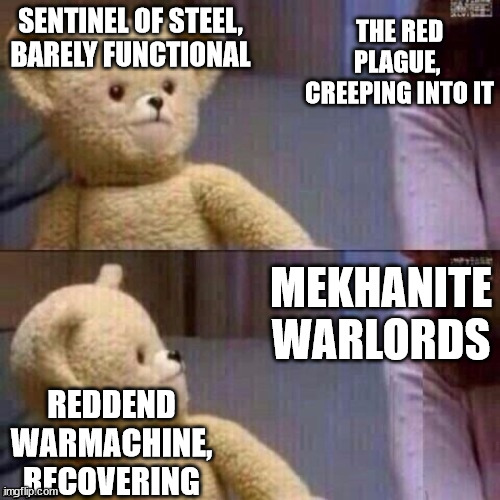 SENTINEL OF STEEL,
BARELY FUNCTIONAL
THE RED
PLAGUE,
CREEPING INTO IT
MEKHANITE
WARLORDS
REDDEND
WARMACHINE,
RECOVERING
imgflip.com